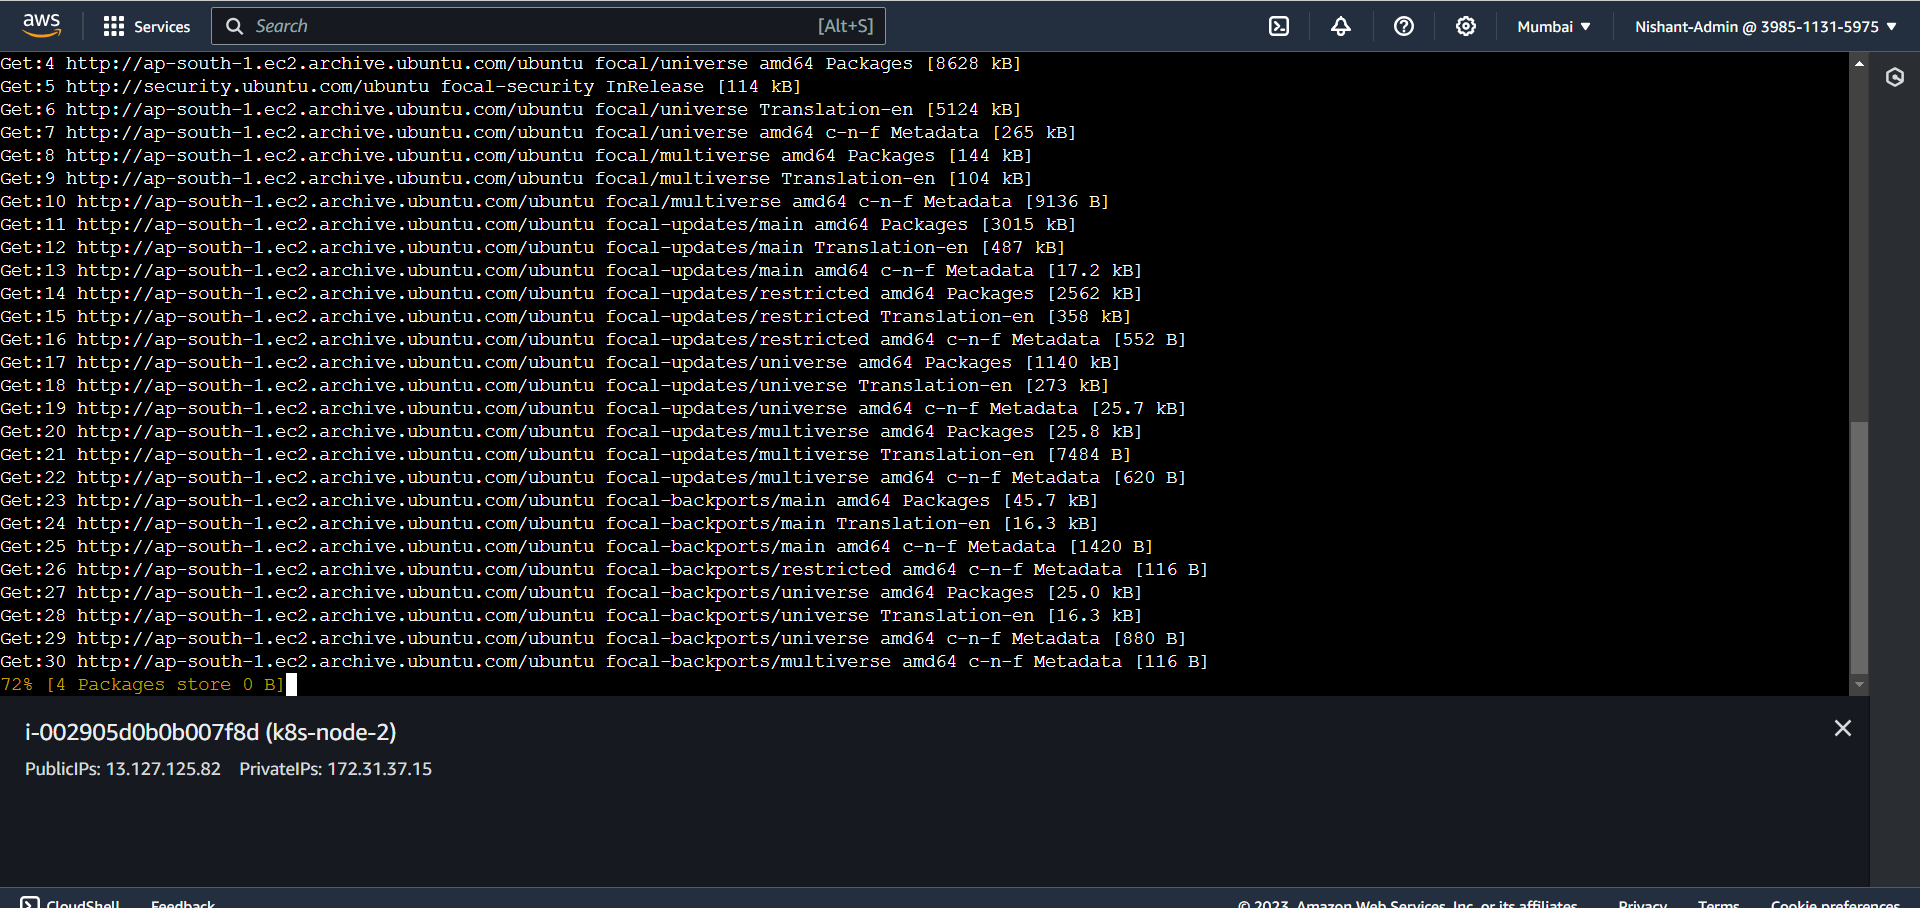 aws Services Search [Alt+S] Mumbai Nishant-Admin @ 3985-1131-5975
Get:4 http://ap-south-1.ec2.archive.ubuntu.com/ubuntu focal/universe amd64 Packages [8628 kB]
Get:5 http://security.ubuntu.com/ubuntu focal-security InRelease [114 kB]
Get:6 http://ap-south-1.ec2.archive.ubuntu.com/ubuntu focal/universe Translation-en [5124 kB]
Get:7 http://ap-south-1.ec2.archive.ubuntu.com/ubuntu focal/universe amd64 c-n-f Metadata [265 kB]
Get:8 http://ap-south-1.ec2.archive.ubuntu.com/ubuntu focal/multiverse amd64 Packages [144 kB]
Get:9 http://ap-south-1.ec2.archive.ubuntu.com/ubuntu focal/multiverse Translation-en [104 kB]
Get:10 http://ap-south-1.ec2.archive.ubuntu.com/ubuntu focal/multiverse amd64 c-n-f Metadata [9136 B]
Get:11 http://ap-south-1.ec2.archive.ubuntu.com/ubuntu focal-updates/main amd64 Packages [3015 kB]
Get:12 http://ap-south-1.ec2.archive.ubuntu.com/ubuntu focal-updates/main Translation-en [487 kB]
Get:13 http://ap-south-1.ec2.archive.ubuntu.com/ubuntu focal-updates/main amd64 c-n-f Metadata [17.2 kB]
Get:14 http://ap-south-1.ec2.archive.ubuntu.com/ubuntu focal-updates/restricted amd64 Packages [2562 kB]
Get:15 http://ap-south-1.ec2.archive.ubuntu.com/ubuntu focal-updates/restricted Translation-en [358 kB]
Get:16 http://ap-south-1.ec2.archive.ubuntu.com/ubuntu focal-updates/restricted amd64 c-n-f Metadata [552 B]
Get:17 http://ap-south-1.ec2.archive.ubuntu.com/ubuntu focal-updates/universe amd64 Packages [1140 kB]
Get:18 http://ap-south-1.ec2.archive.ubuntu.com/ubuntu focal-updates/universe Translation-en [273 kB]
Get:19 http://ap-south-1.ec2.archive.ubuntu.com/ubuntu focal-updates/universe amd64 c-n-f Metadata [25.7 kB]
Get:20 http://ap-south-1.ec2.archive.ubuntu.com/ubuntu focal-updates/multiverse amd64 Packages [25.8 kB]
Get:21 http://ap-south-1.ec2.archive.ubuntu.com/ubuntu focal-updates/multiverse Translation-en [7484 B]
Get:22 http://ap-south-1.ec2.archive.ubuntu.com/ubuntu focal-updates/multiverse amd64 c-n-f Metadata [620 B]
Get:23 http://ap-south-1.ec2.archive.ubuntu.com/ubuntu focal-backports/main amd64 Packages [45.7 kB]
Get:24 http://ap-south-1.ec2.archive.ubuntu.com/ubuntu focal-backports/main Translation-en [16.3 kB]
Get:25 http://ap-south-1.ec2.archive.ubuntu.com/ubuntu focal-backports/main amd64 c-n-f Metadata [1420 B]
Get:26 http://ap-south-1.ec2.archive.ubuntu.com/ubuntu focal-backports/restricted amd64 c-n-f Metadata [116 B]
Get:27 http://ap-south-1.ec2.archive.ubuntu.com/ubuntu focal-backports/universe amd64 Packages [25.0 kB]
Get:28 http://ap-south-1.ec2.archive.ubuntu.com/ubuntu focal-backports/universe Translation-en [16.3 kB]
Get:29 http://ap-south-1.ec2.archive.ubuntu.com/ubuntu focal-backports/universe amd64 c-n-f Metadata [880 B]
Get:30 http://ap-south-1.ec2.archive.ubuntu.com/ubuntu focal-backports/multiverse amd64 c-n-f Metadata [116 B]
72% [4 Packages store 0 B]
i-002905d0b0b007f8d (k8s-node-2)
PublicIPs: 13.127.125.82 PrivateIPs: 172.31.37.15
CloudShell Feedback © 2023, Amazon Web Services, Inc. or its affiliates. Privacy Terms Cookie preferences